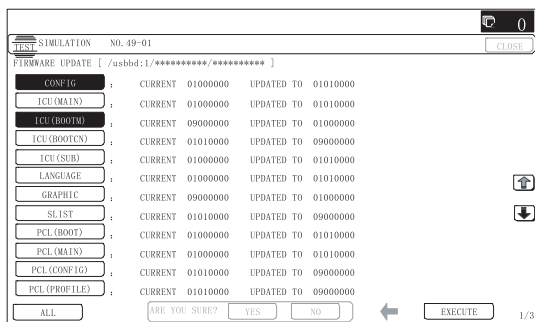 0
TEST SIMULATION NO.49-01
CLOSE
FIRMWARE UPDATE [ /usbbd:1/**********/********** ]
CONFIG : CURRENT 01000000 UPDATED TO 01010000
ICU(MAIN) : CURRENT 01000000 UPDATED TO 01010000
ICU(BOOTM) : CURRENT 09000000 UPDATED TO 01000000
ICU(BOOTCN) : CURRENT 01010000 UPDATED TO 09000000
ICU(SUB) : CURRENT 01000000 UPDATED TO 01010000
LANGUAGE : CURRENT 01000000 UPDATED TO 01010000
GRAPHIC : CURRENT 09000000 UPDATED TO 01000000
SLIST : CURRENT 01010000 UPDATED TO 09000000
PCL(BOOT) : CURRENT 01000000 UPDATED TO 01010000
PCL(MAIN) : CURRENT 01000000 UPDATED TO 01010000
PCL(CONFIG) : CURRENT 01010000 UPDATED TO 09000000
PCL(PROFILE) : CURRENT 01010000 UPDATED TO 09000000
ALL ARE YOU SURE? YES NO EXECUTE 1/3